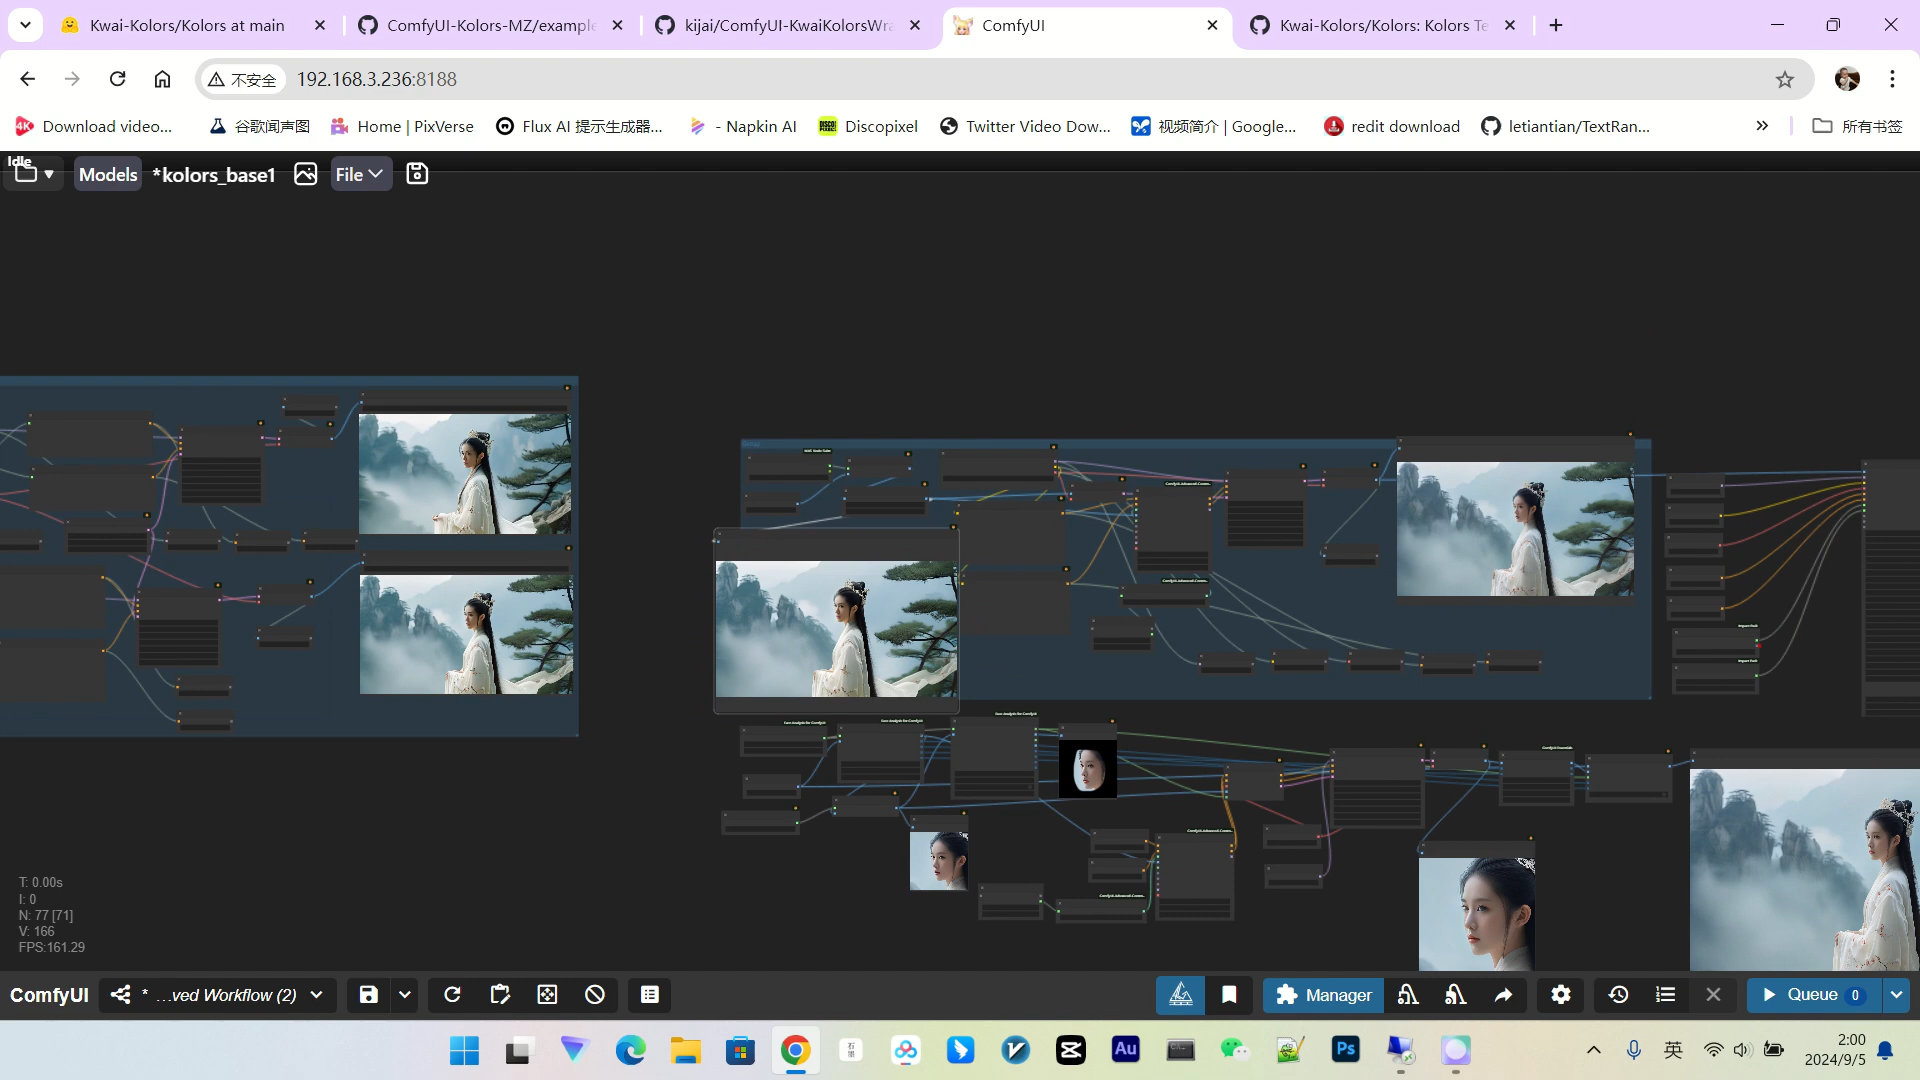 Kwai-Kolors/Kolors at main
ComfyUI-Kolors-MZ/example
kijai/ComfyUI-KwaiKolorsWra
ComfyUI
Kwai-Kolors/Kolors: Kolors Te
不安全
192.168.3.236:8188
Download video...
谷歌闻声图
Home | PixVerse
Flux AI 提示生成器...
- Napkin AI
Discopixel
Twitter Video Dow...
视频简介 | Google...
redit download
letiantian/TextRan...
所有书签
Idle
Models
*kolors_base1
File
T: 0.00s
I: 0
N: 77 [71]
V: 166
FPS:161.29
ComfyUI
* ...ved Workflow (2)
Manager
Queue 0
英
2:00
2024/9/5